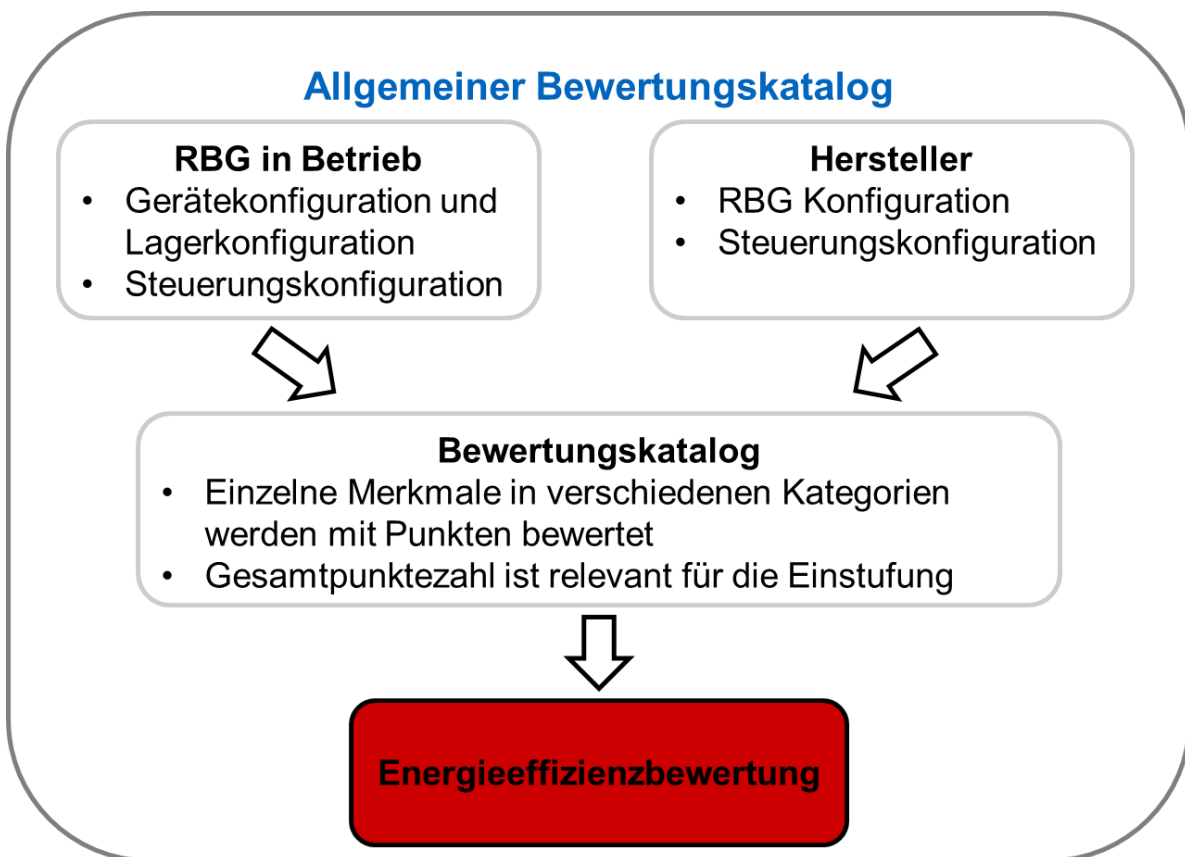 Allgemeiner Bewertungskatalog
RBG in Betrieb
• Gerätekonfiguration und
Lagerkonfiguration
• Steuerungskonfiguration
Hersteller
• RBG Konfiguration
• Steuerungskonfiguration
Bewertungskatalog
• Einzelne Merkmale in verschiedenen Kategorien
werden mit Punkten bewertet
• Gesamtpunktezahl ist relevant für die Einstufung
Energieeffizienzbewertung